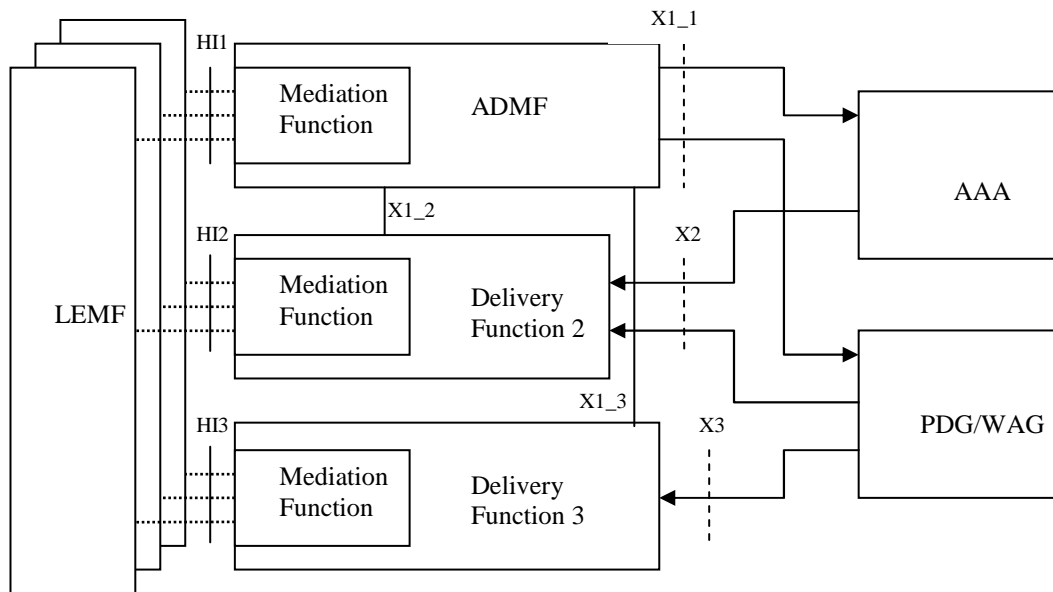 X1_1
HI1
Mediation
Function
ADMF
AAA
X1_2
HI2
X2
Mediation
Function
Delivery
Function 2
LEMF
X1_3
HI3
X3
PDG/WAG
Mediation
Function
Delivery
Function 3